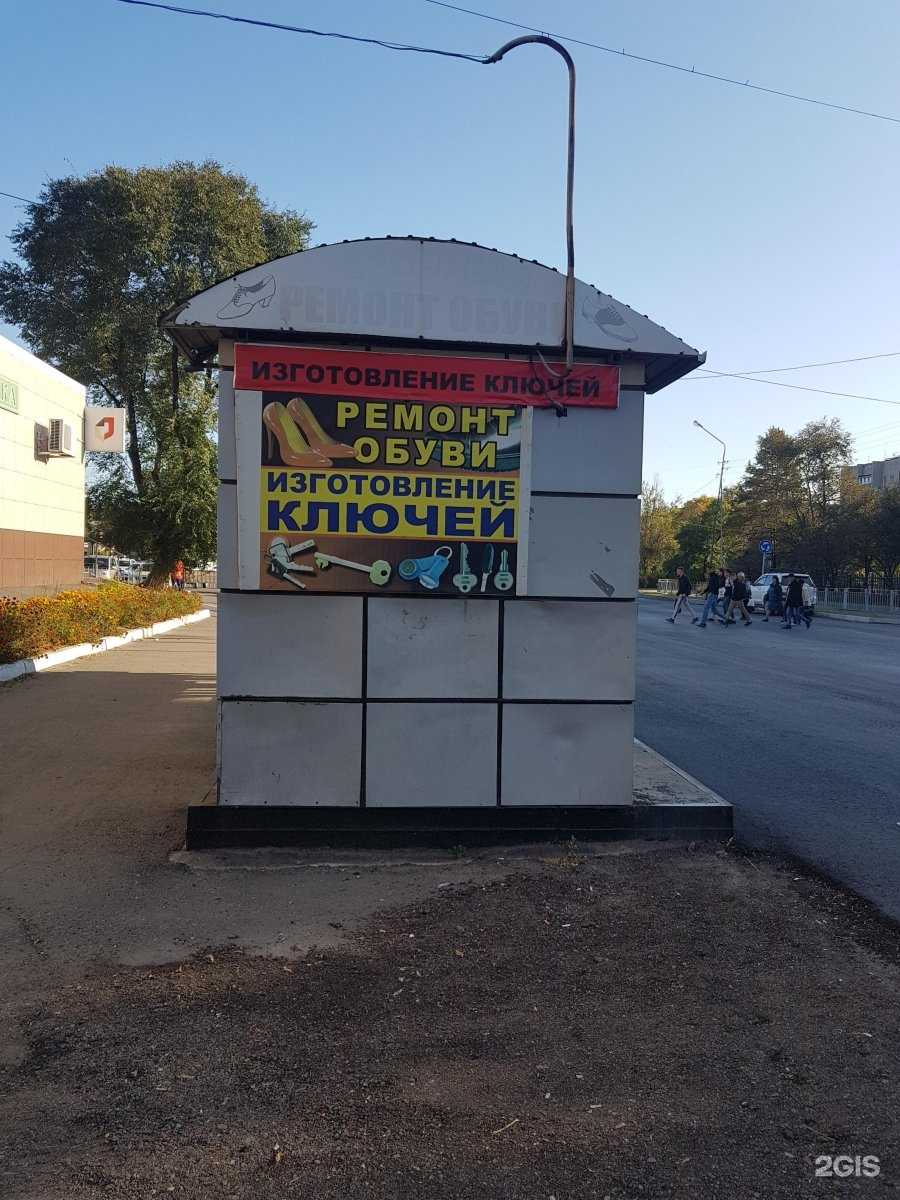 РЕМОНТ ОБУВИ
ИЗГОТОВЛЕНИЕ КЛЮЧЕЙ
РЕМОНТ
ОБУВИ
ИЗГОТОВЛЕНИЕ
КЛЮЧЕЙ
2GIS